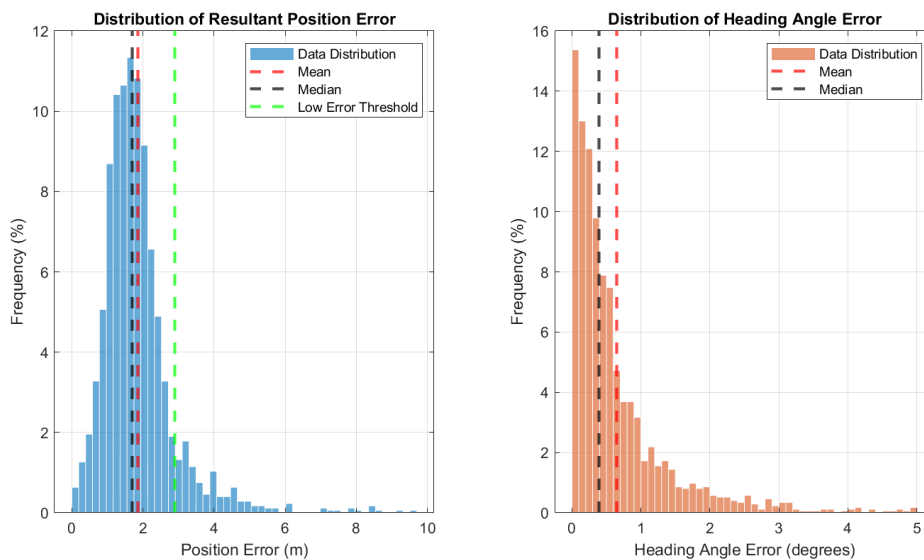 Distribution of Resultant Position Error
12
10
8
6
4
2
0
Frequency (%)
0 2 4 6 8 10
Position Error (m)
Data Distribution
Mean
Median
Low Error Threshold
Distribution of Heading Angle Error
16
14
12
10
8
6
4
2
0
Frequency (%)
0 1 2 3 4 5
Heading Angle Error (degrees)
Data Distribution
Mean
Median